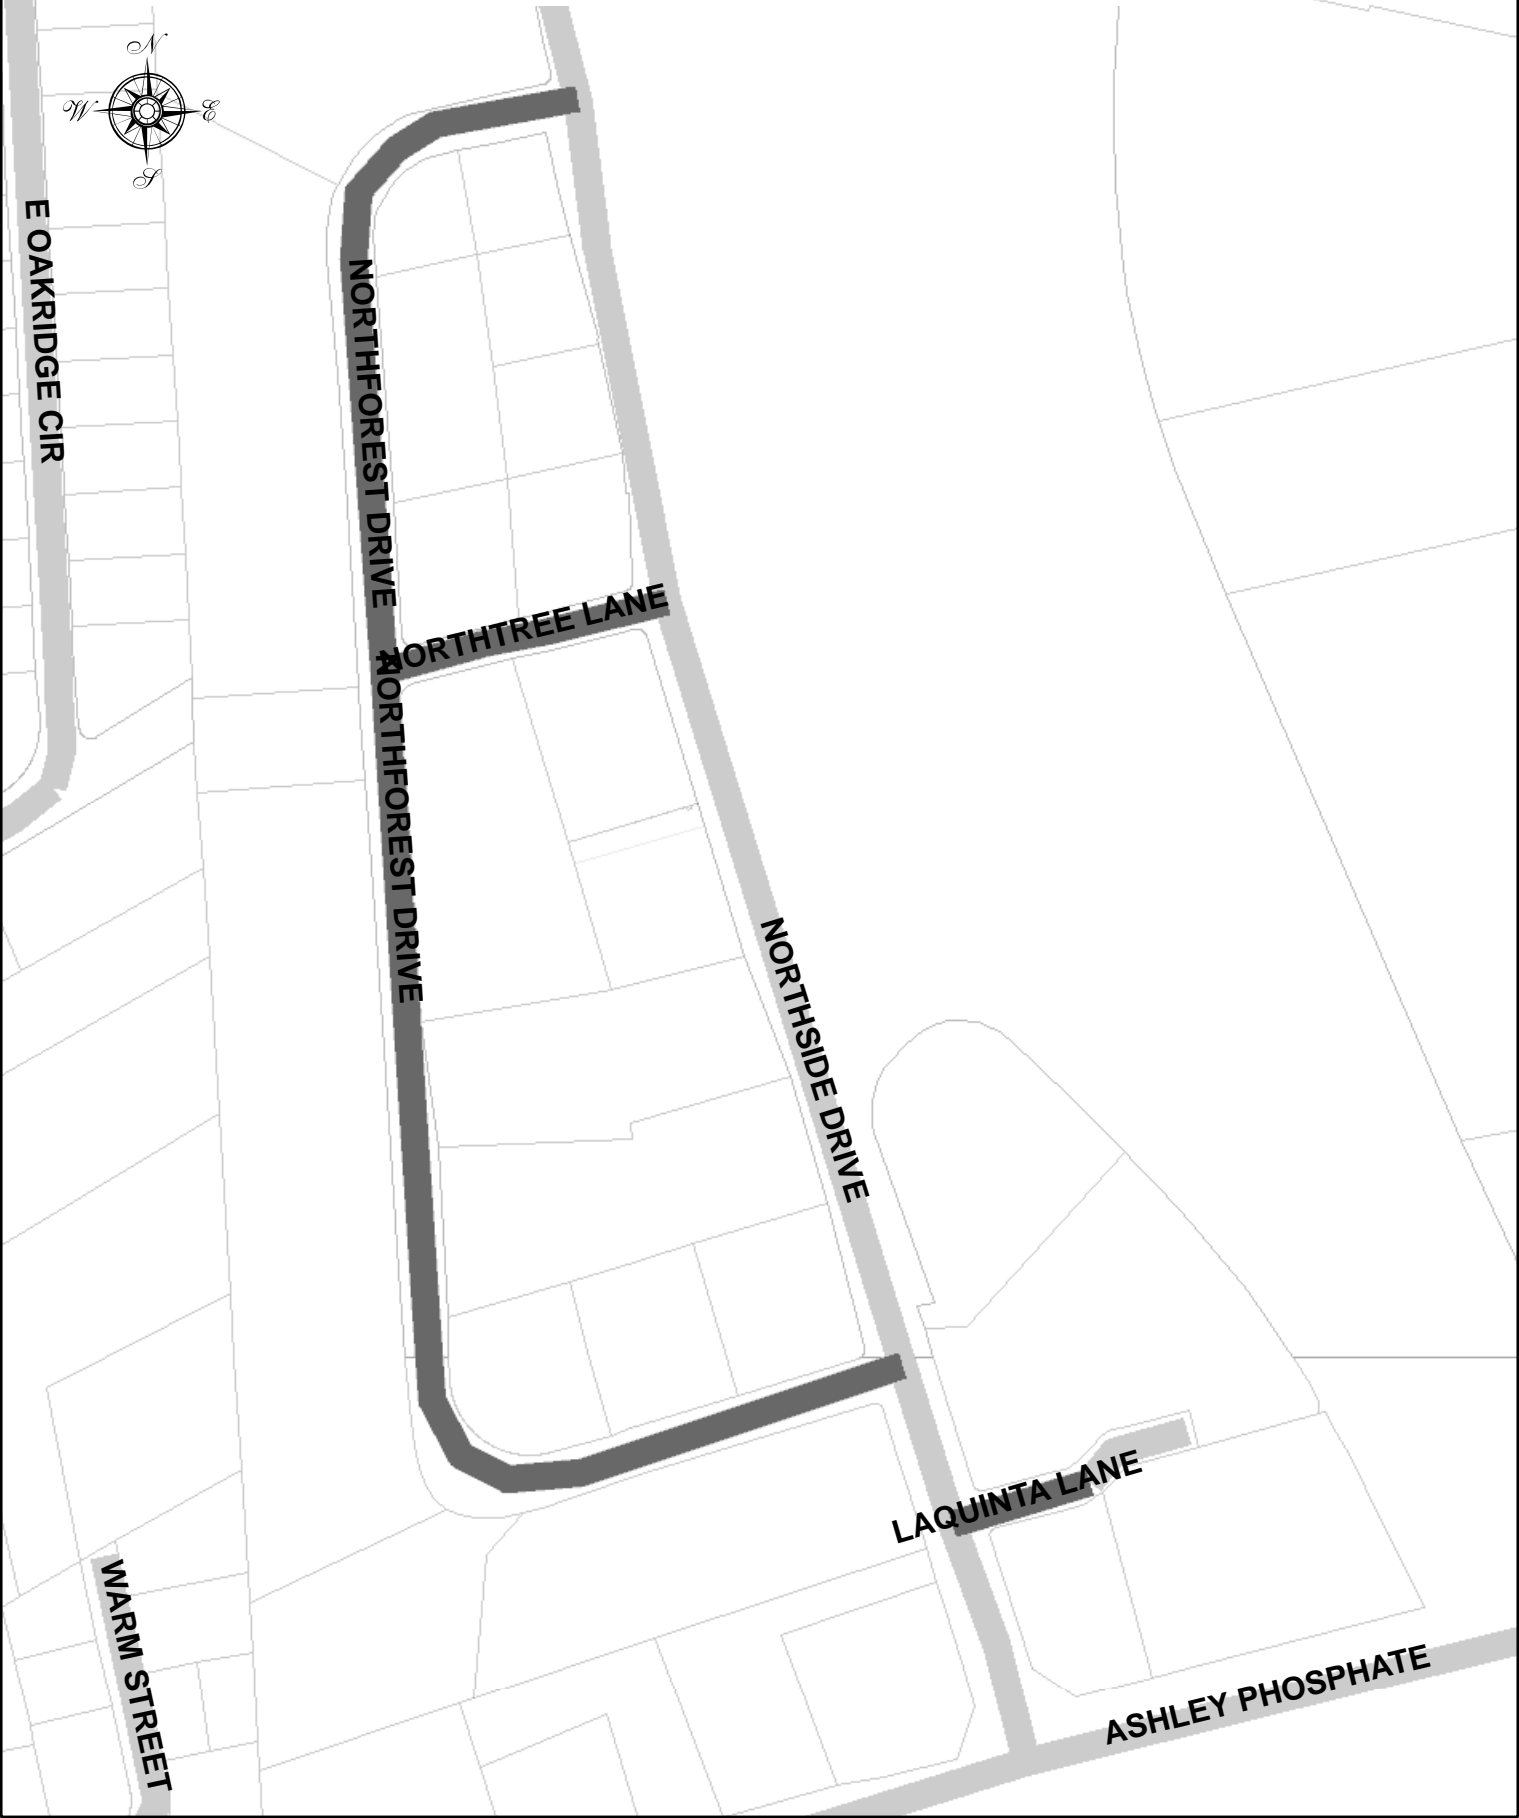 N
W
E
S
E OAKRIDGE CIR
NORTHFOREST DRIVE
NORTHTREE LANE
NORTHFOREST DRIVE
NORTHSIDE DRIVE
LAQUINTA LANE
WARM STREET
ASHLEY PHOSPHATE